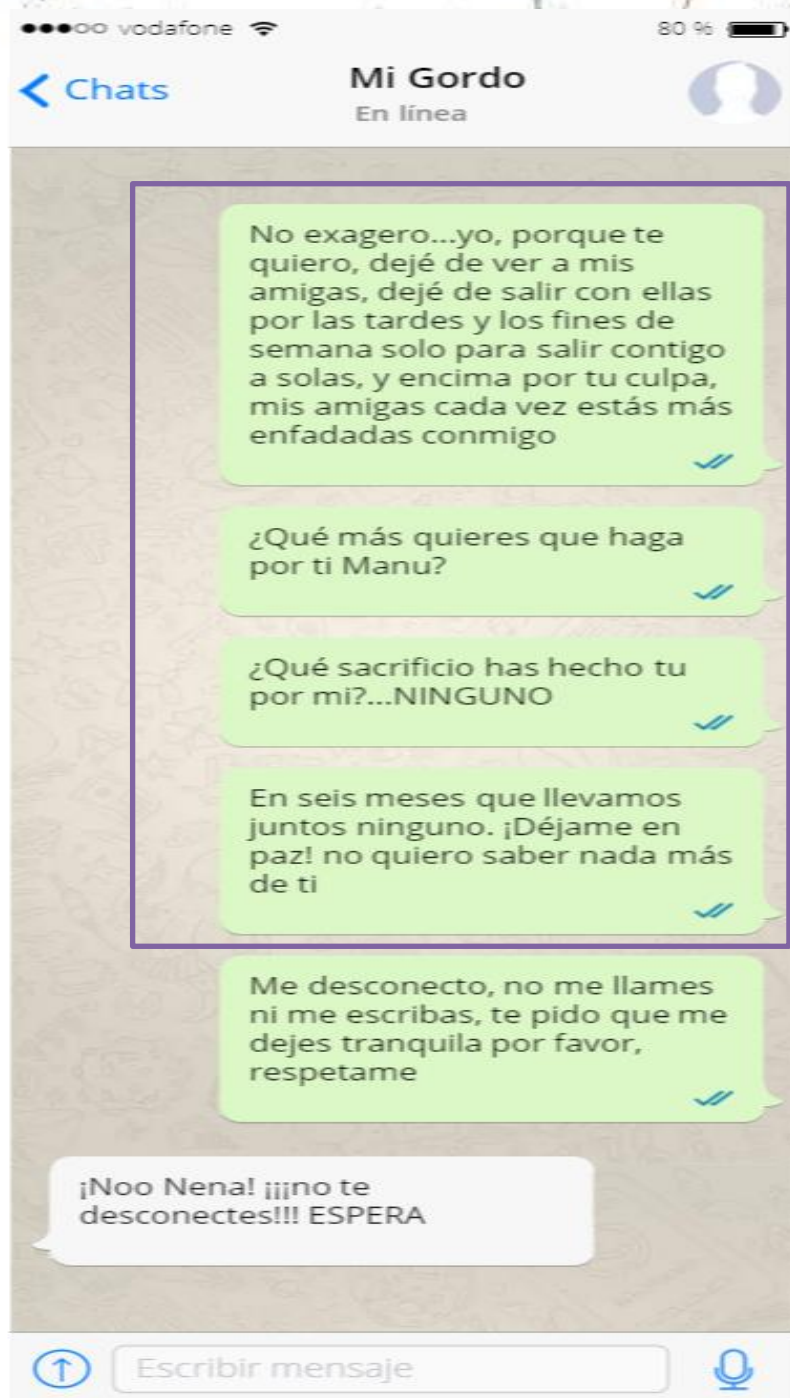 vodafone
80 %
Chats
Mi Gordo
En línea
No exagero...yo, porque te
quiero, dejé de ver a mis
amigas, dejé de salir con ellas
por las tardes y los fines de
semana solo para salir contigo
a solas, y encima por tu culpa,
mis amigas cada vez estás más
enfadadas conmigo
¿Qué más quieres que haga
por ti Manu?
¿Qué sacrificio has hecho tu
por mi?...NINGUNO
En seis meses que llevamos
juntos ninguno. ¡Déjame en
paz! no quiero saber nada más
de ti
Me desconecto, no me llames
ni me escribas, te pido que me
dejes tranquila por favor,
respetame
¡Noo Nena! ¡¡¡no te
desconectes!!! ESPERA
Escribir mensaje